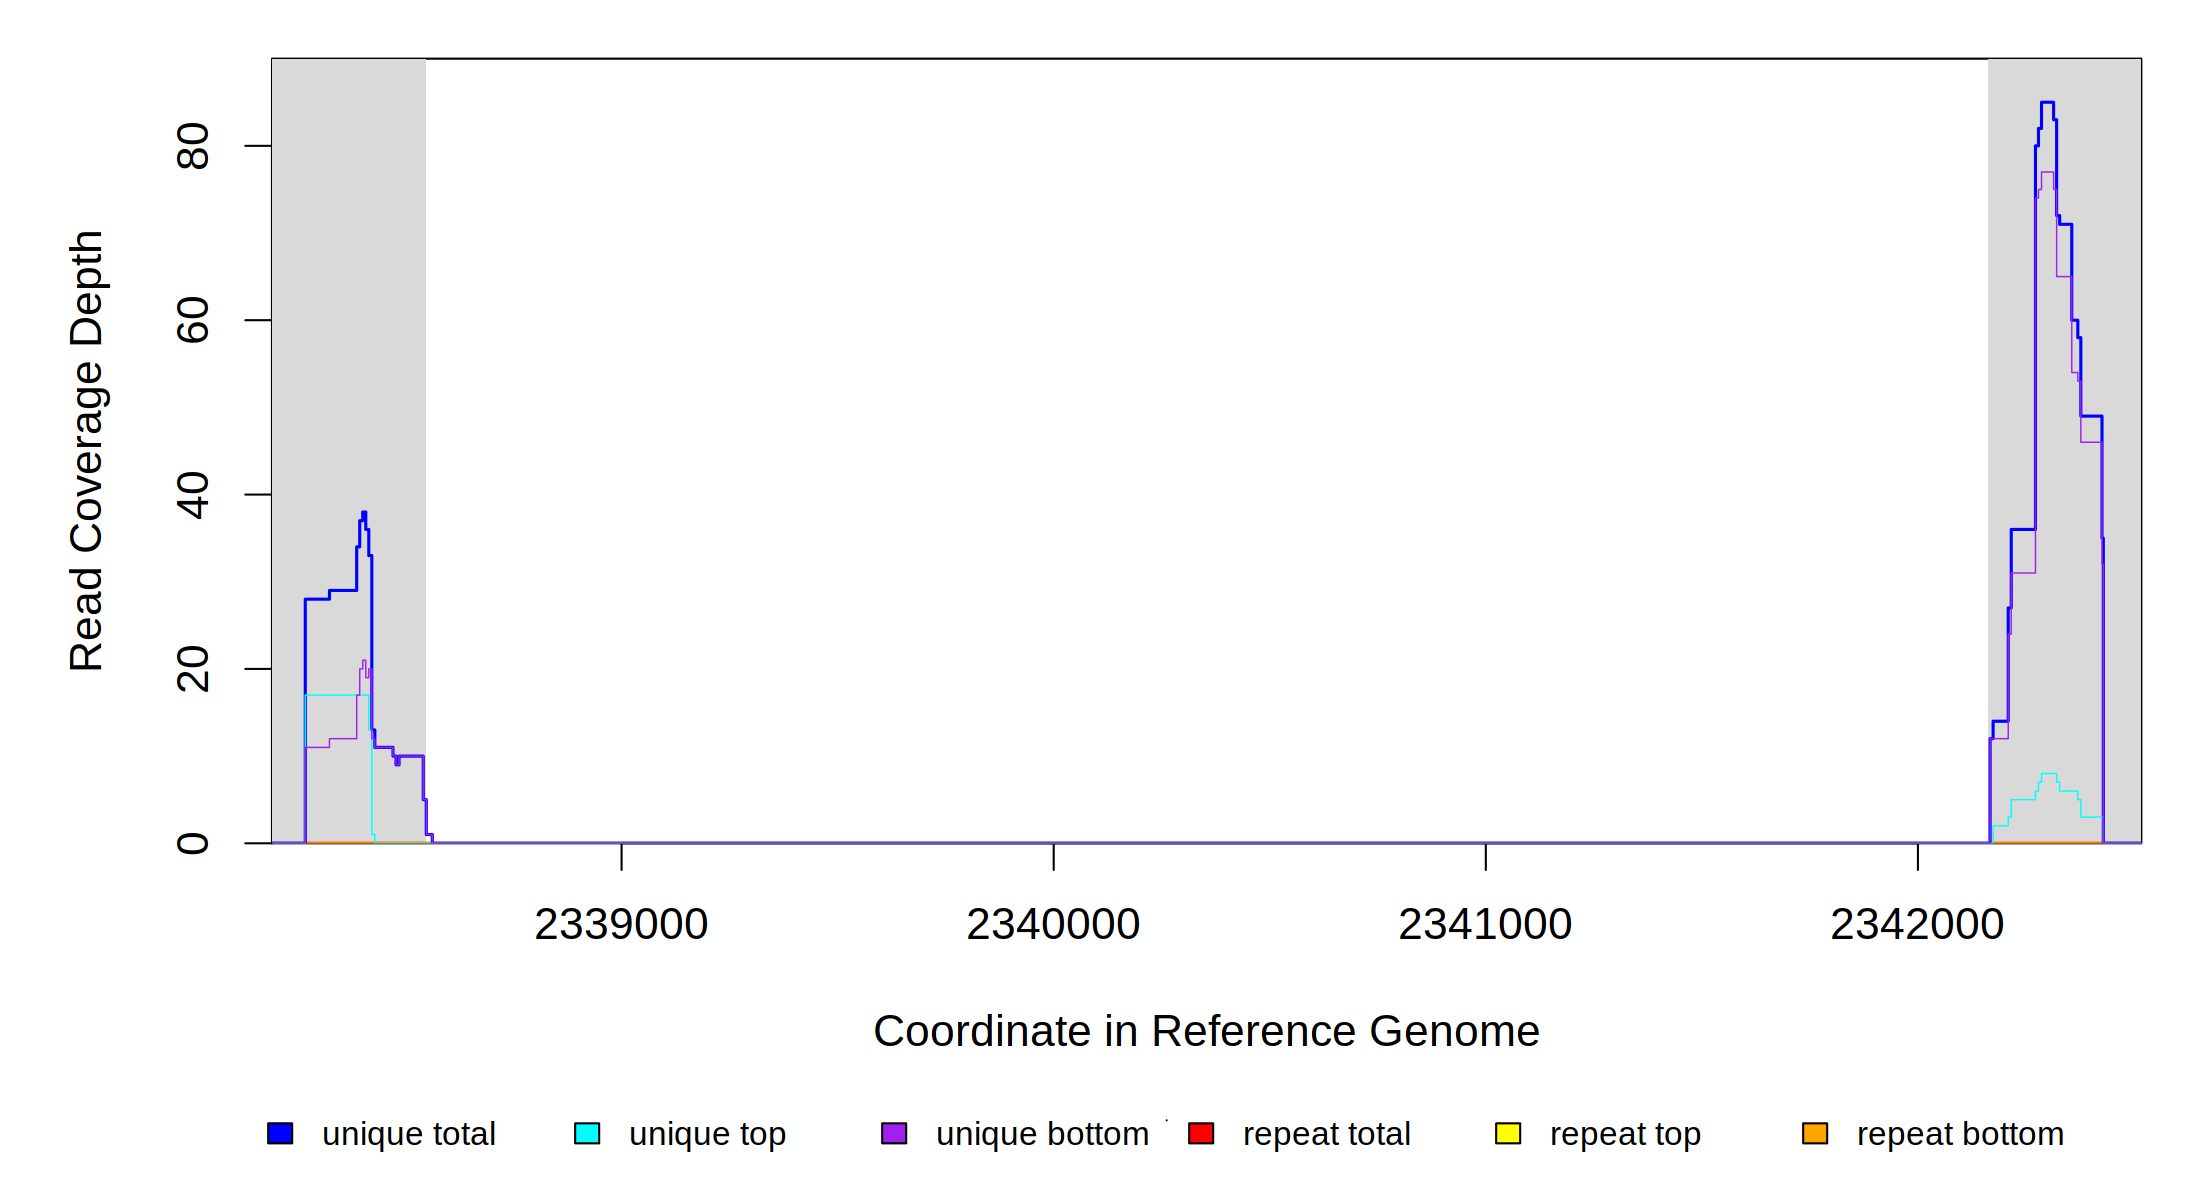 80
60
40
20
0
Read Coverage Depth
2339000 2340000 2341000 2342000
Coordinate in Reference Genome
unique total unique top unique bottom repeat total repeat top repeat bottom